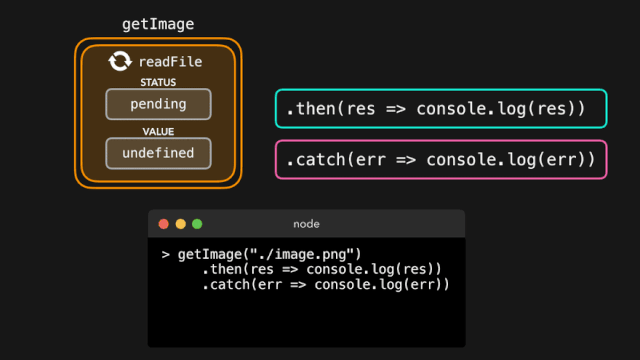 getImage
readFile
STATUS
pending
VALUE
undefined
.then(res => console.log(res))
.catch(err => console.log(err))
node
> getImage("./image.png")
.then(res => console.log(res))
.catch(err => console.log(err))